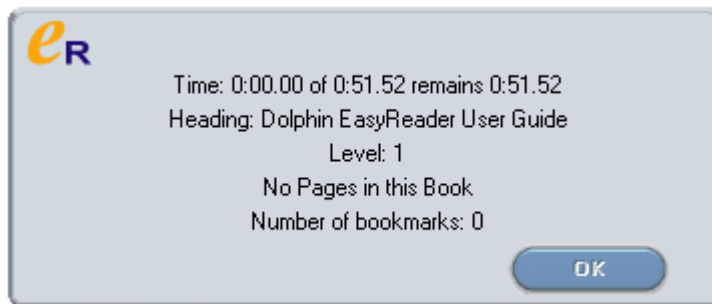 eR
Time: 0:00.00 of 0:51.52 remains 0:51.52
Heading: Dolphin EasyReader User Guide
Level: 1
No Pages in this Book
Number of bookmarks: 0
OK